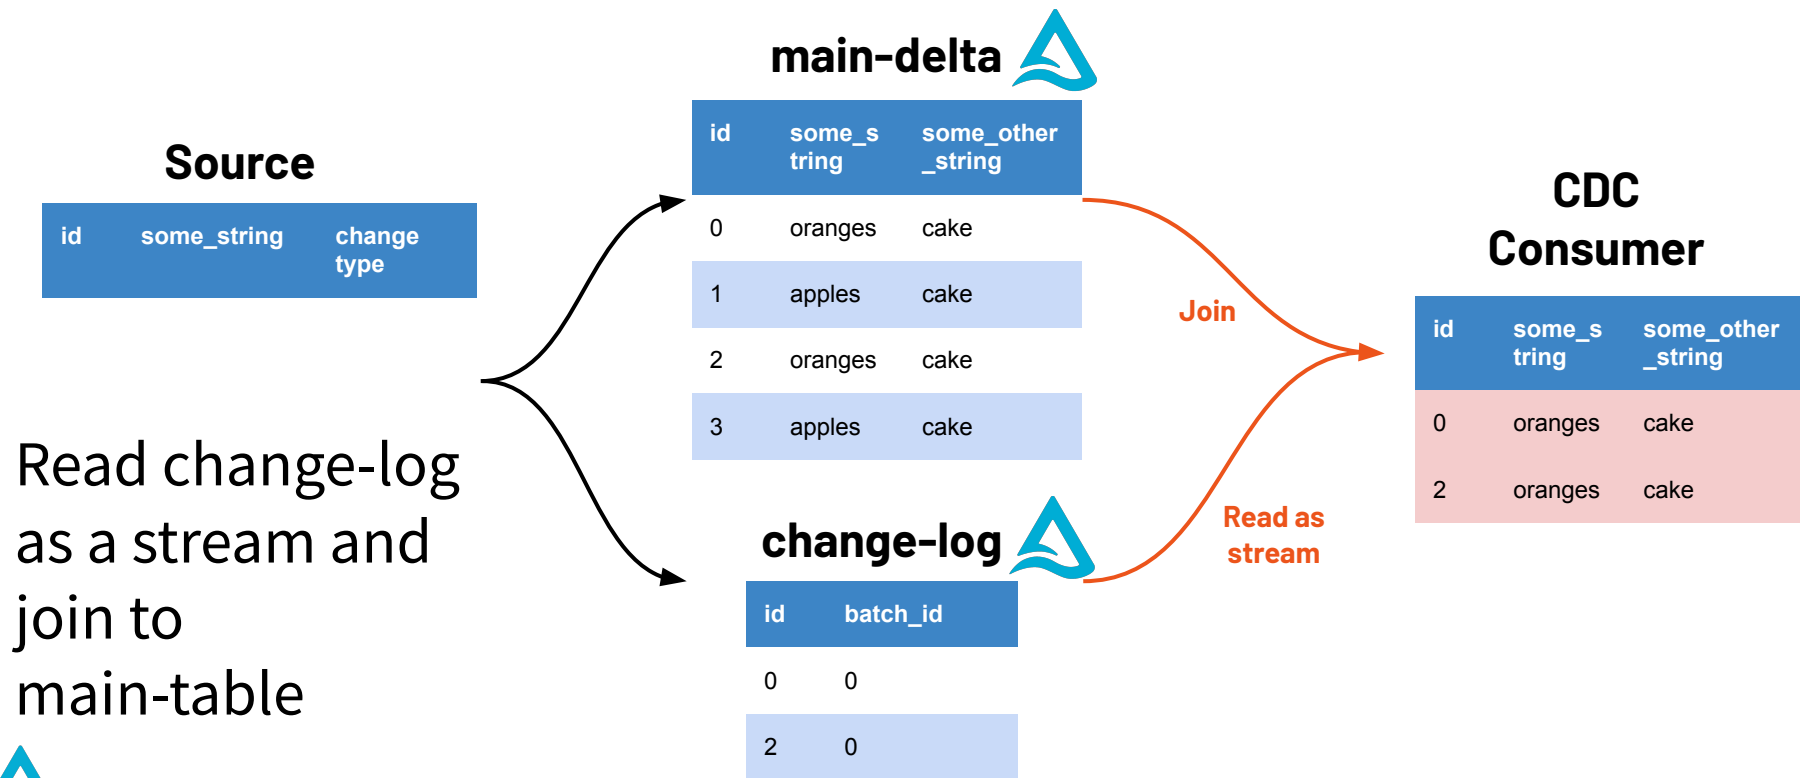 Source
id some_string change
type
Read change-log
as a stream and
join to
main-table
main-delta
id some_s some_other
tring _string
0 oranges cake
1 apples cake
2 oranges cake
3 apples cake
change-log
id batch_id
0 0
2 0
Join
Read as
stream
CDC
Consumer
id some_s some_other
tring _string
0 oranges cake
2 oranges cake